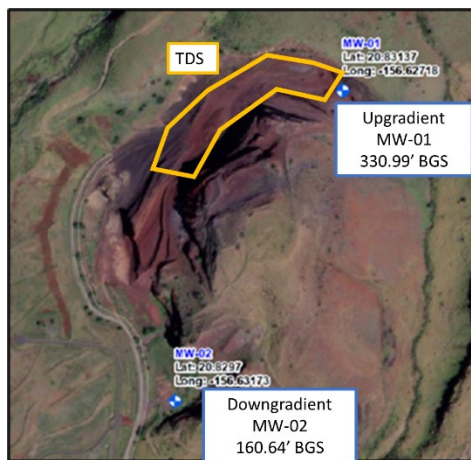 TDS
MW-01
Lat: 20.83137
Long: -156.62718
Upgradient
MW-01
330.99’ BGS
MW-02
Lat: 20.8297
Long: -156.63173
Downgradient
MW-02
160.64’ BGS